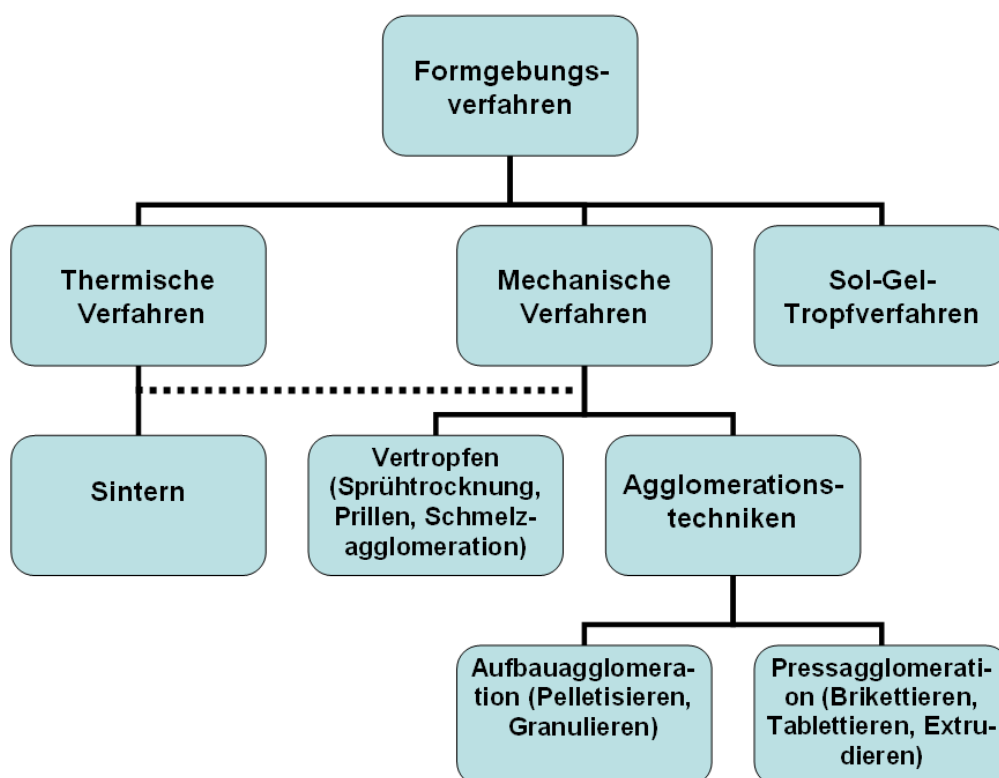 Formgebungs-
verfahren
Thermische
Verfahren
Mechanische
Verfahren
Sol-Gel-
Tropfverfahren
Sintern
Vertropfen
(Sprühtrocknung,
Prillen, Schmelz-
agglomeration)
Agglomerations-
techniken
Aufbauagglomera-
tion (Pelletisieren,
Granulieren)
Pressagglomerati-
on (Brikettieren,
Tablettieren, Extru-
dieren)